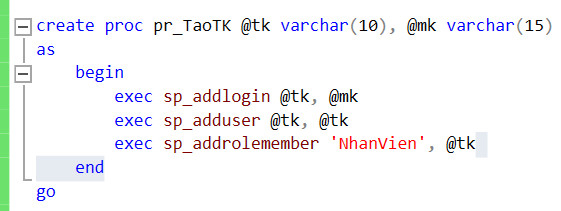 create proc pr_TaoTK @tk varchar(10), @mk varchar(15)
as
begin
exec sp_addlogin @tk, @mk
exec sp_adduser @tk, @tk
exec sp_addrolemember 'NhanVien', @tk
end
go